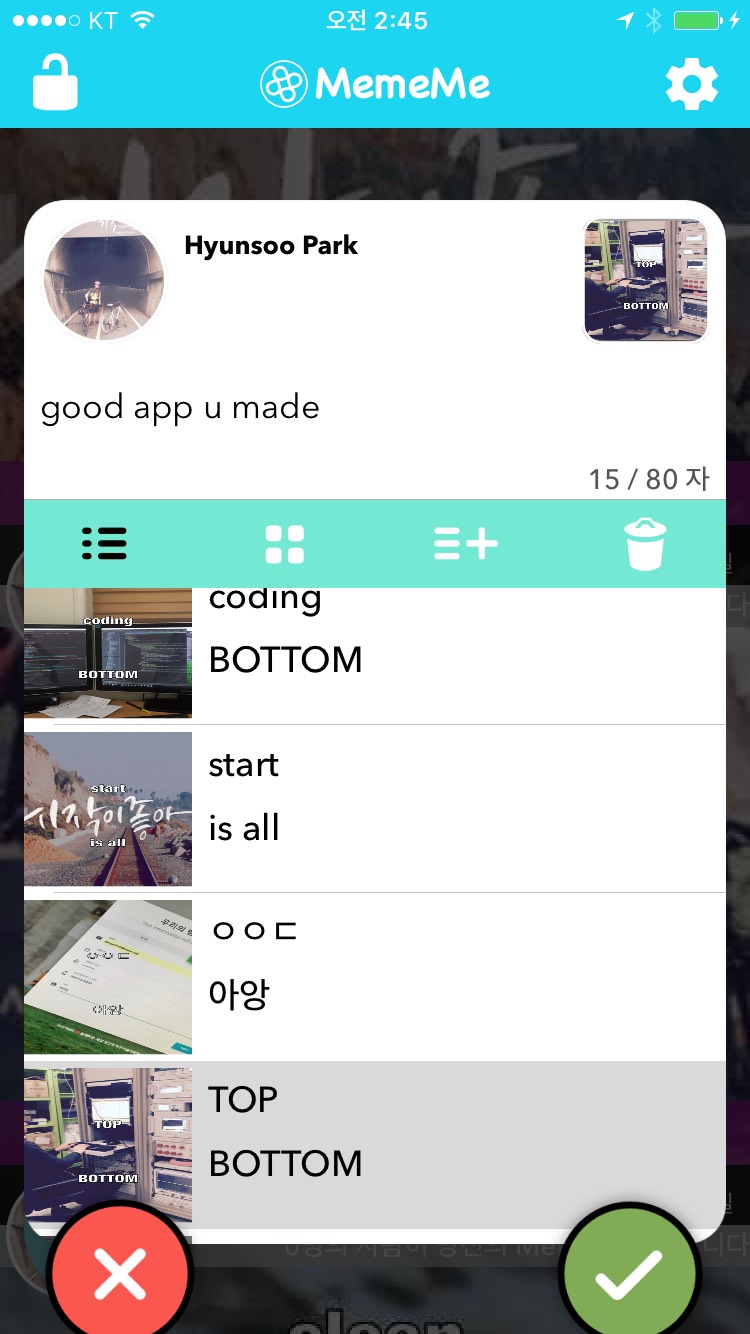 KT
오전 2:45
MemeMe
Hyunsoo Park
TOP
BOTTOM
good app u made
15 / 80 자
coding
BOTTOM
coding
BOTTOM
start
시작이좋아
is all
start
is all
ㅇㅇㄷ
아앙
ㅇㅇㄷ
아앙
TOP
BOTTOM
TOP
BOTTOM